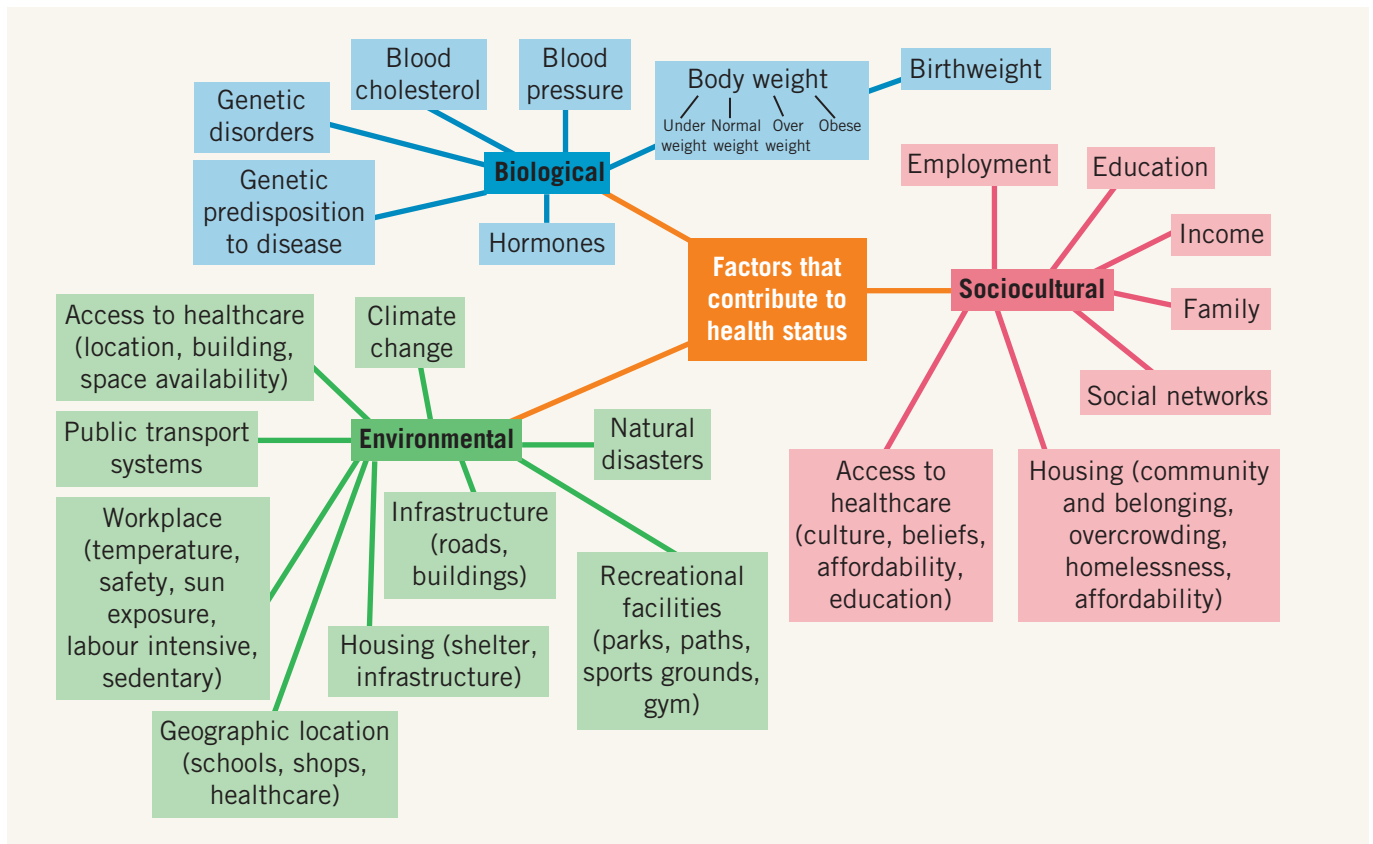 Factors that
contribute to
health status
Biological
Genetic
predisposition
to disease
Genetic
disorders
Blood
cholesterol
Blood
pressure
Body weight
Under Normal Over Obese
weight weight weight
Birthweight
Hormones
Sociocultural
Employment
Education
Income
Family
Social networks
Housing (community
and belonging,
overcrowding,
homelessness,
affordability)
Access to
healthcare
(culture, beliefs,
affordability,
education)
Environmental
Access to healthcare
(location, building,
space availability)
Climate
change
Natural
disasters
Public transport
systems
Workplace
(temperature,
safety, sun
exposure,
labour intensive,
sedentary)
Infrastructure
(roads,
buildings)
Recreational
facilities
(parks, paths,
sports grounds,
gym)
Housing (shelter,
infrastructure)
Geographic location
(schools, shops,
healthcare)